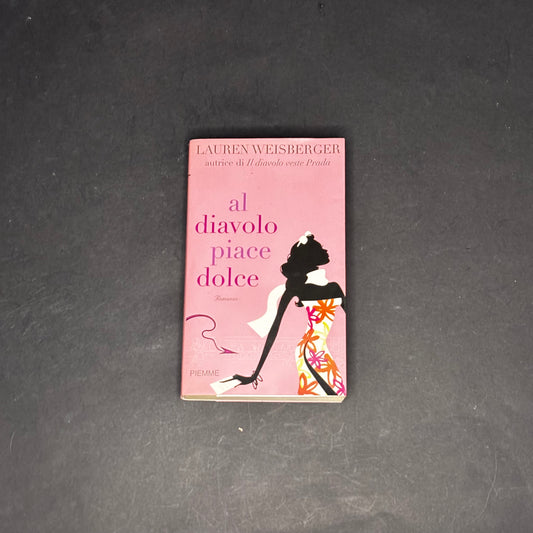 LAUREN WEISBERGER
autrice di Il diavolo veste Prada
al
diavolo
piace
dolce
Romanzo
PIEMME